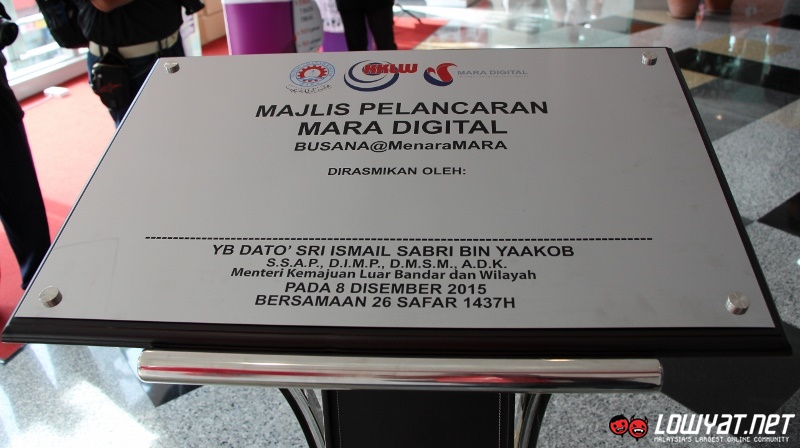 KKLW
MARA DIGITAL
MAJLIS PELANCARAN
MARA DIGITAL
BUSANA@MenaraMARA
DIRASMIKAN OLEH:
YB DATO' SRI ISMAIL SABRI BIN YAAKOB
S.S.A.P., D.I.M.P., D.M.S.M., A.D.K.
Menteri Kemajuan Luar Bandar dan Wilayah
PADA 8 DISEMBER 2015
BERSAMAAN 26 SAFAR 1437H
LOWYAT.NET
MALAYSIA'S LARGEST ONLINE COMMUNITY